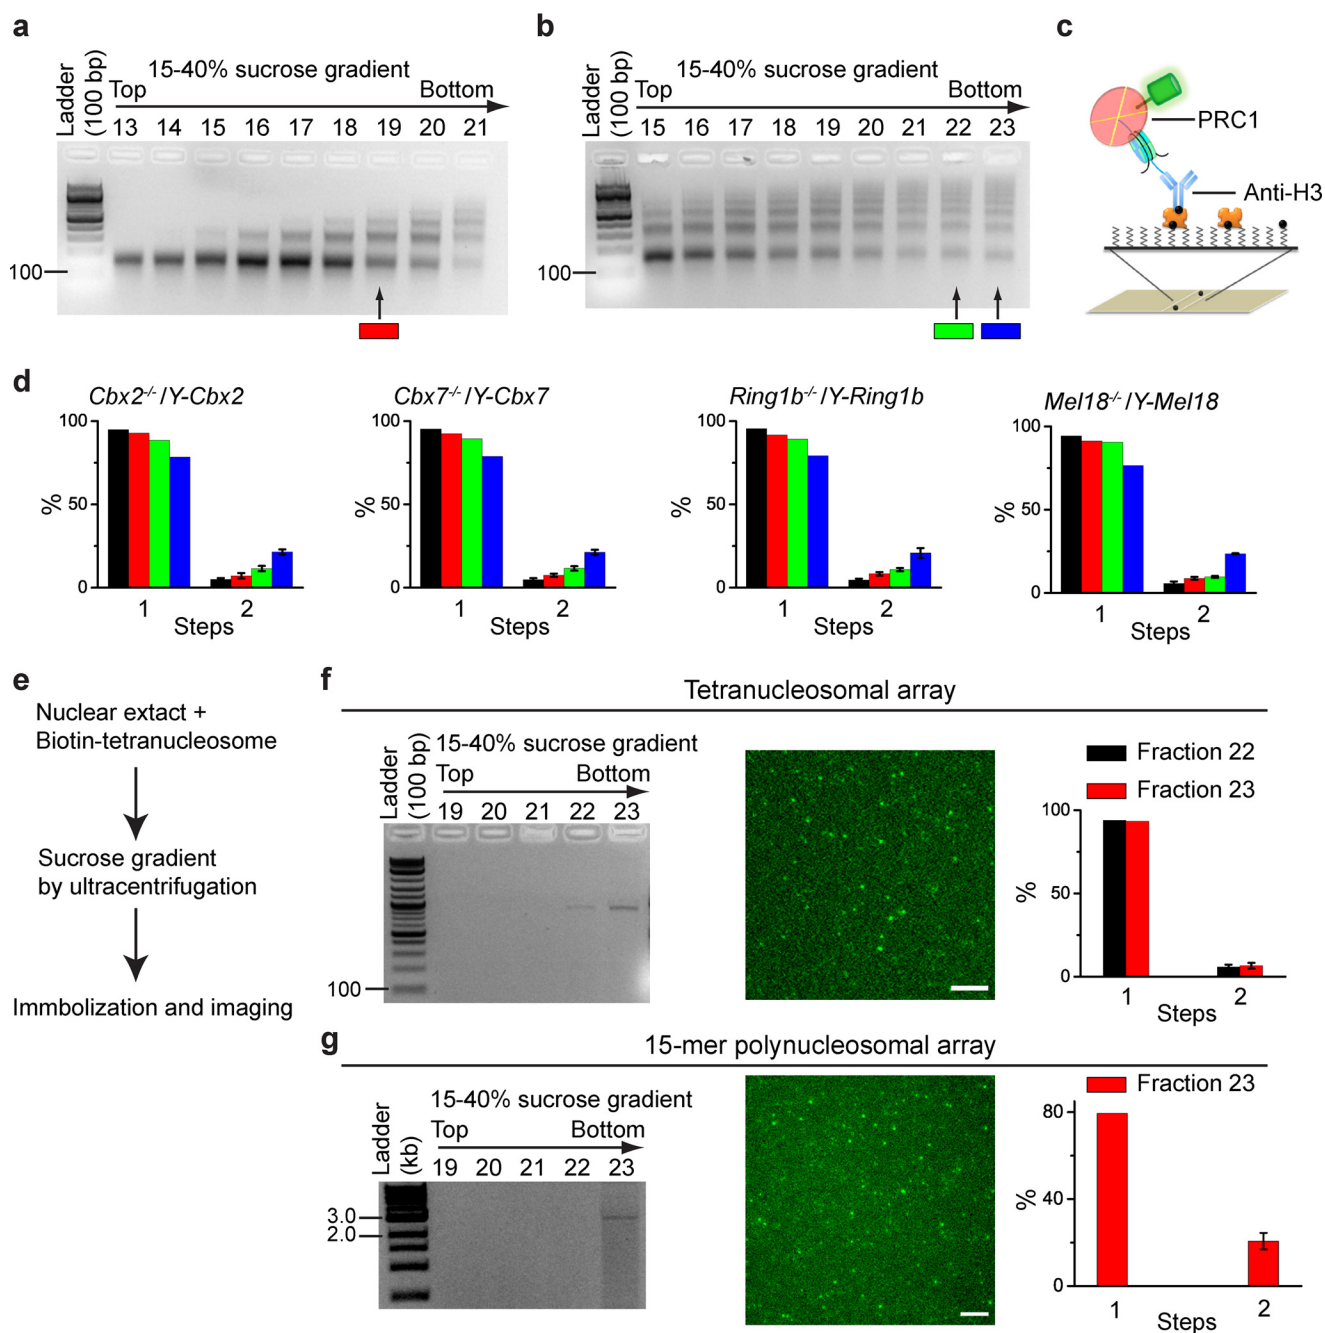 a
Ladder
(100 bp)
15-40% sucrose gradient
Top Bottom
13 14 15 16 17 18 19 20 21
100
b
Ladder
(100 bp)
15-40% sucrose gradient
Top Bottom
15 16 17 18 19 20 21 22 23
100
c
PRC1
Anti-H3
d
Cbx2-/- /Y-Cbx2
100
50
0
%
1 2
Steps
Cbx7-/- /Y-Cbx7
100
50
0
%
1 2
Steps
Ring1b-/- /Y-Ring1b
100
50
0
%
1 2
Steps
Mel18-/- /Y-Mel18
100
50
0
%
1 2
Steps
e
Nuclear extact +
Biotin-tetranucleosome
Sucrose gradient
by ultracentrifugation
Immbolization and imaging
f
Tetranucleosomal array
Ladder
(100 bp)
15-40% sucrose gradient
Top Bottom
19 20 21 22 23
100
Fraction 22
Fraction 23
100
50
0
%
1 2
Steps
g
15-mer polynucleosomal array
Ladder
(kb)
15-40% sucrose gradient
Top Bottom
19 20 21 22 23
3.0
2.0
Fraction 23
80
40
0
%
1 2
Steps